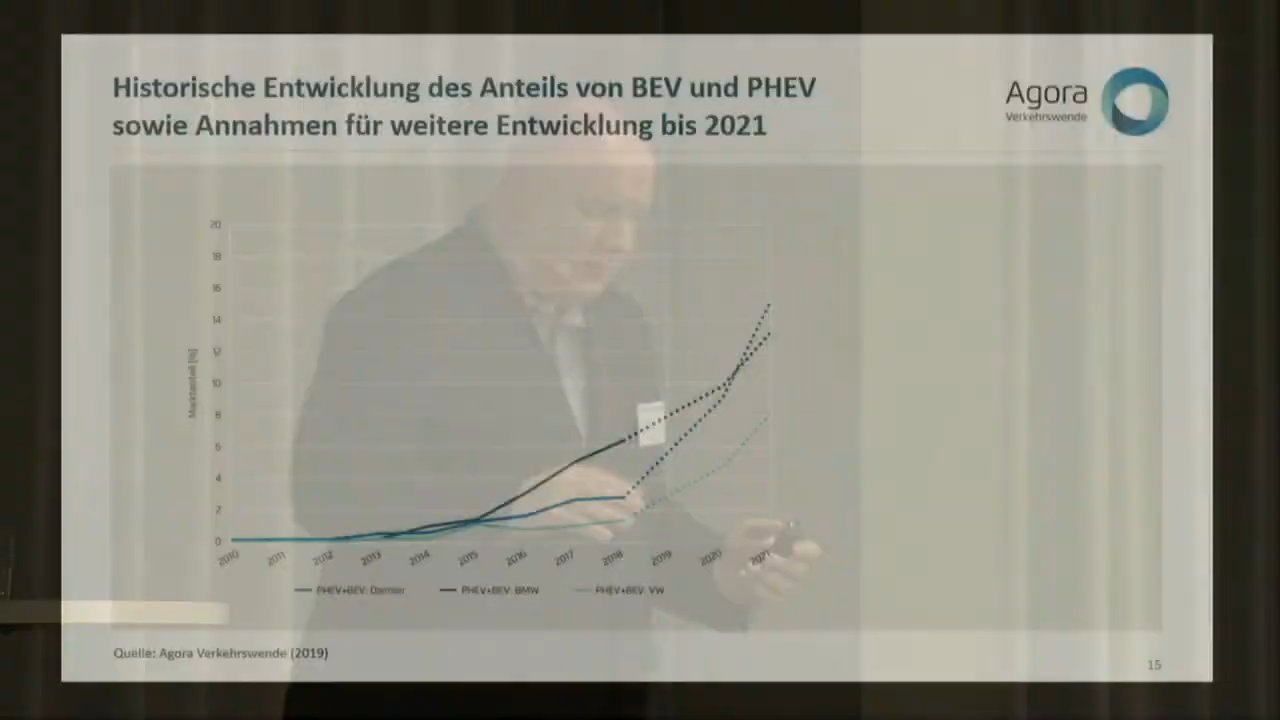 Historische Entwicklung des Anteils von BEV und PHEV
sowie Annahmen für weitere Entwicklung bis 2021
Agora
Verkehrswende
Marktanteil [%]
20
18
16
14
12
10
8
6
4
2
0
2010 2011 2012 2013 2014 2015 2016 2017 2018 2019 2020 2021
PHEV+BEV: Daimler PHEV+BEV: BMW PHEV+BEV: VW
Quelle: Agora Verkehrswende (2019)
15